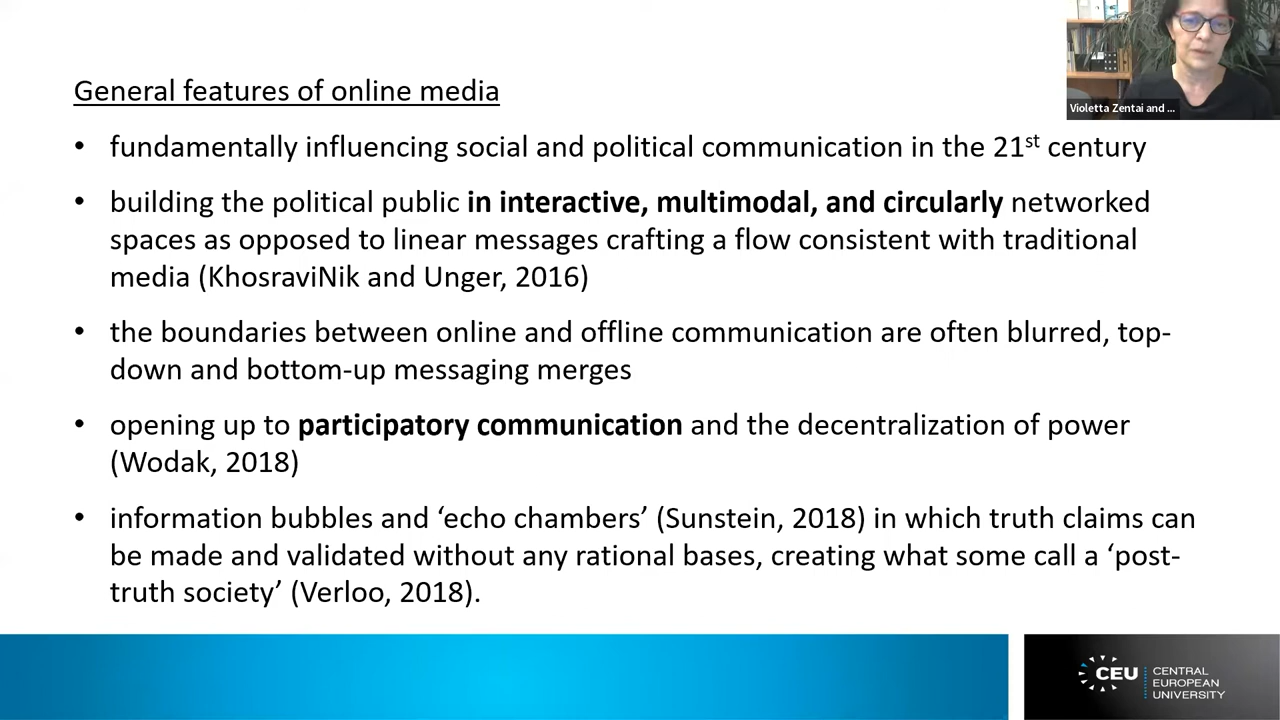 General features of online media
• fundamentally influencing social and political communication in the 21st century
• building the political public in interactive, multimodal, and circularly networked
spaces as opposed to linear messages crafting a flow consistent with traditional
media (KhosraviNik and Unger, 2016)
• the boundaries between online and offline communication are often blurred, top-
down and bottom-up messaging merges
• opening up to participatory communication and the decentralization of power
(Wodak, 2018)
• information bubbles and ‘echo chambers’ (Sunstein, 2018) in which truth claims can
be made and validated without any rational bases, creating what some call a ‘post-
truth society’ (Verloo, 2018).
Violetta Zentai and ...
CEU
CENTRAL
EUROPEAN
UNIVERSITY